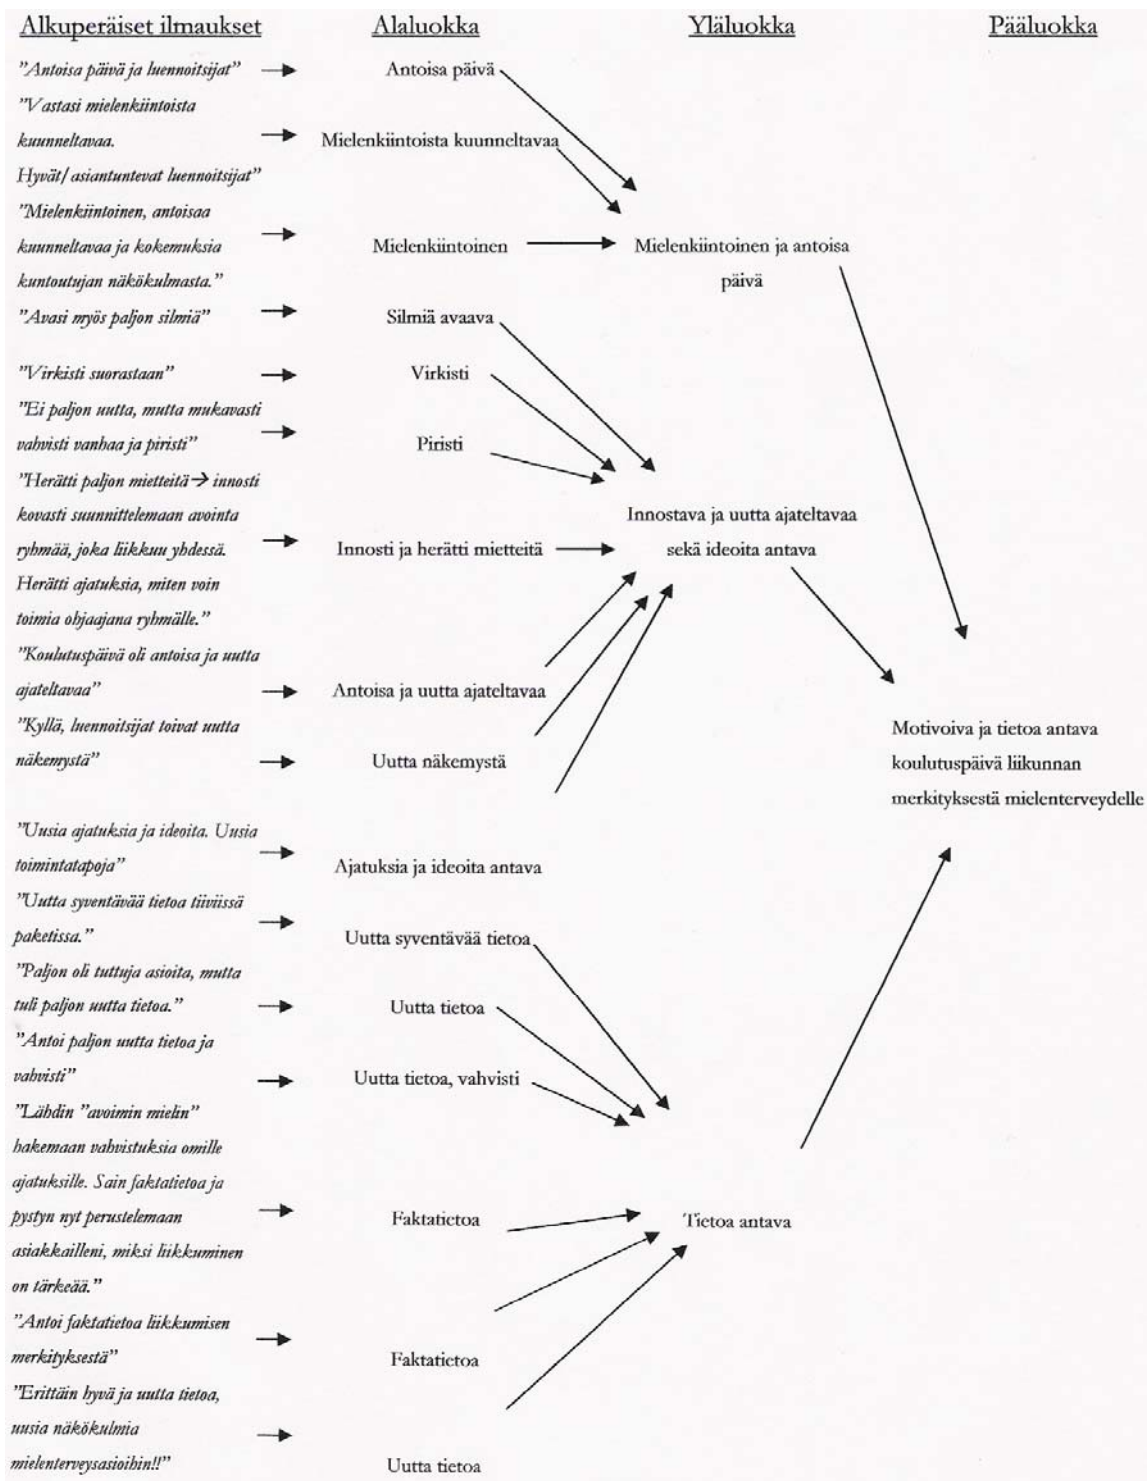 Alkuperäiset ilmaukset
Alaluokka
Yläluokka
Pääluokka
"Antoisa päivä ja luennoitsijat"
Antoisa päivä
"Vastasi mielenkiintoista
kuunneltavaa.
Hyvät/asiantuntevat luennoitsijat"
Mielenkiintoista kuunneltavaa
"Mielenkiintoinen, antoisaa
kuunneltavaa ja kokemuksia
kuntoutujan näkökulmasta."
Mielenkiintoinen
Mielenkiintoinen ja antoisa
päivä
"Avasi myös paljon silmiä"
Silmiä avaava
"Virkisti suorastaan"
Virkisti
"Ei paljon uutta, mutta mukavasti
vahvisti vanhaa ja piristi"
Piristi
"Herätti paljon mietteitä→ innosti
kovasti suunnittelemaan avointa
ryhmää, joka liikkuu yhdessä.
Herätti ajatuksia, miten voin
toimia ohjaajana ryhmälle."
Innosti ja herätti mietteitä
Innostava ja uutta ajateltavaa
sekä ideoita antava
"Koulutuspäivä oli antoisa ja uutta
ajateltavaa"
Antoisa ja uutta ajateltavaa
"Kyllä, luennoitsijat toivat uutta
näkemystä"
Uutta näkemystä
Motivoiva ja tietoa antava
koulutuspäivä liikunnan
merkityksestä mielenterveydelle
"Uusia ajatuksia ja ideoita. Uusia
toimintatapoja"
Ajatuksia ja ideoita antava
"Uutta syventävää tietoa tiiviissä
paketissa."
Uutta syventävää tietoa
"Paljon oli tuttuja asioita, mutta
tuli paljon uutta tietoa."
Uutta tietoa
"Antoi paljon uutta tietoa ja
vahvisti"
Uutta tietoa, vahvisti
"Lähdin "avoimin mielin"
hakemaan vahvistuksia omille
ajatuksille. Sain faktatietoa ja
pystyn nyt perustelemaan
asiakkailleni, miksi liikkuminen
on tärkeää."
Faktatietoa
Tietoa antava
"Antoi faktatietoa liikkumisen
merkityksestä"
Faktatietoa
"Erittäin hyvä ja uutta tietoa,
uusia näkökulmia
mielenterveysasioihin!!"
Uutta tietoa